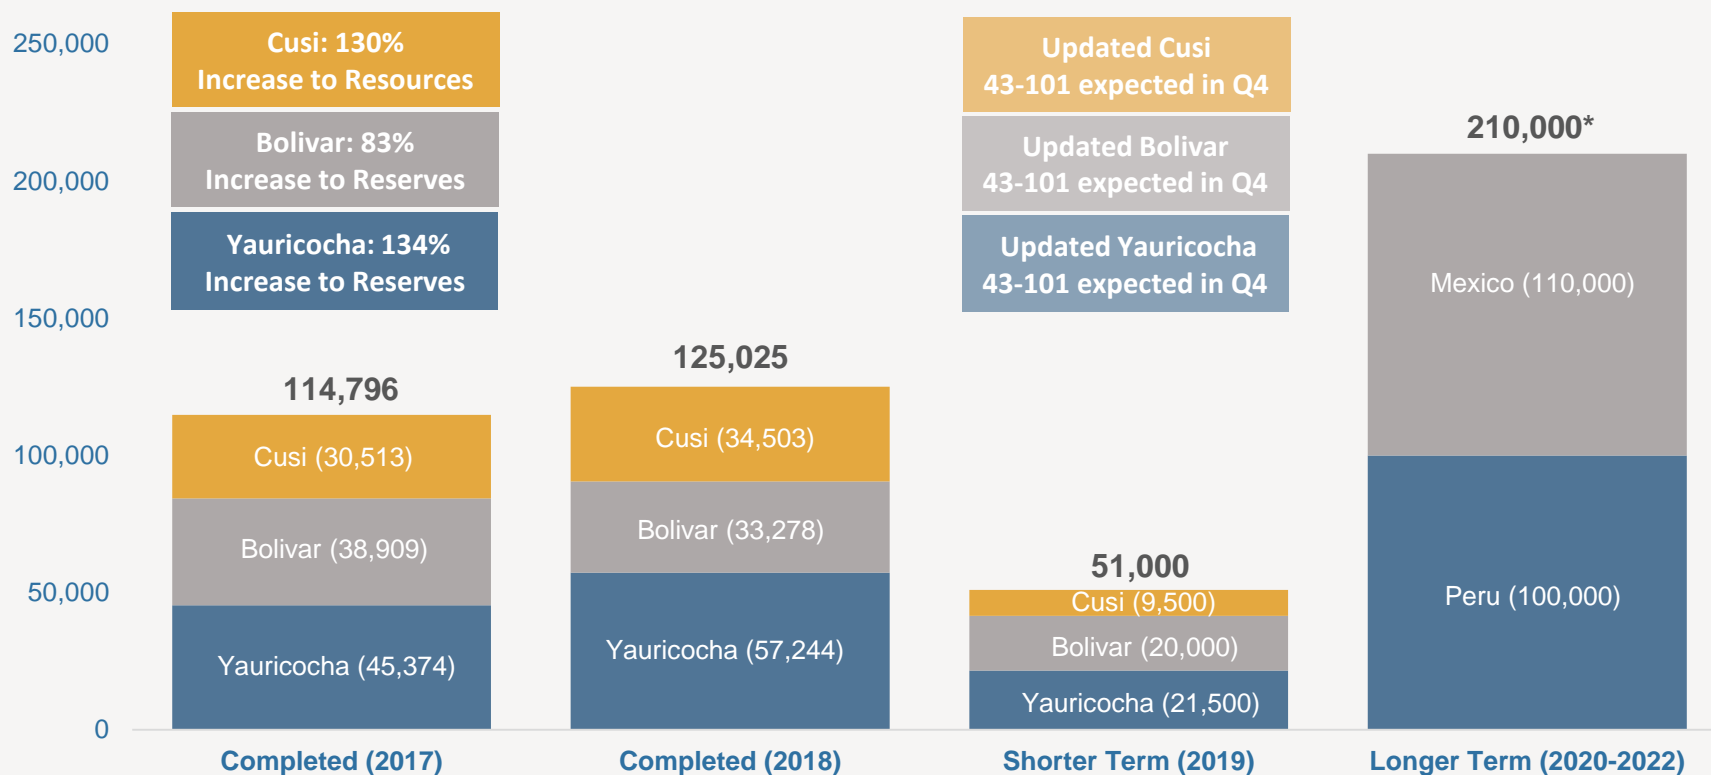 250,000
200,000
150,000
100,000
50,000
0
Cusi: 130%
Increase to Resources
Bolivar: 83%
Increase to Reserves
Yauricocha: 134%
Increase to Reserves
114,796
Cusi (30,513)
Bolivar (38,909)
Yauricocha (45,374)
Completed (2017)
125,025
Cusi (34,503)
Bolivar (33,278)
Yauricocha (57,244)
Completed (2018)
Updated Cusi
43-101 expected in Q4
Updated Bolivar
43-101 expected in Q4
Updated Yauricocha
43-101 expected in Q4
51,000
Cusi (9,500)
Bolivar (20,000)
Yauricocha (21,500)
Shorter Term (2019)
210,000*
Mexico (110,000)
Peru (100,000)
Longer Term (2020-2022)